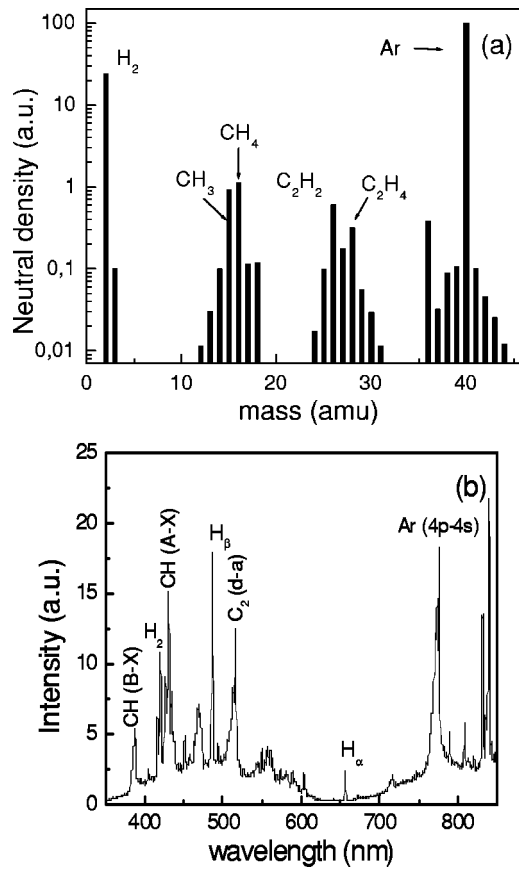 (a)
Neutral density (a.u.)
100
10
1
0,1
0,01
H₂
CH₃
CH₄
C₂H₂
C₂H₄
Ar
0 10 20 30 40
mass (amu)
(b)
Intensity (a.u.)
25
20
15
10
5
0
CH (B-X)
H₂
CH (A-X)
Hβ
C₂ (d-a)
Hα
Ar (4p-4s)
400 500 600 700 800
wavelength (nm)